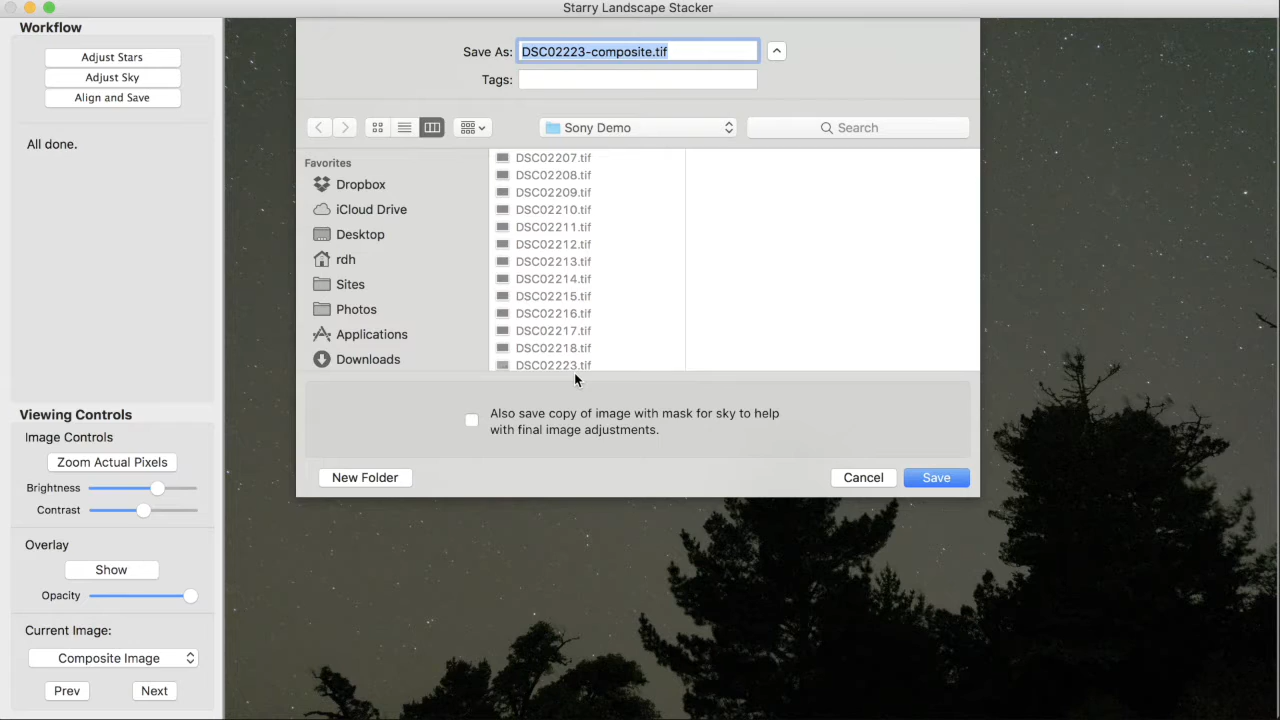 Starry Landscape Stacker
Workflow
Adjust Stars
Adjust Sky
Align and Save
All done.
Viewing Controls
Image Controls
Zoom Actual Pixels
Brightness
Contrast
Overlay
Show
Opacity
Current Image:
Composite Image
Prev
Next
Save As: DSC02223-composite.tif
Tags:
Sony Demo
Search
Favorites
Dropbox
iCloud Drive
Desktop
rdh
Sites
Photos
Applications
Downloads
DSC02207.tif
DSC02208.tif
DSC02209.tif
DSC02210.tif
DSC02211.tif
DSC02212.tif
DSC02213.tif
DSC02214.tif
DSC02215.tif
DSC02216.tif
DSC02217.tif
DSC02218.tif
DSC02223.tif
Also save copy of image with mask for sky to help
with final image adjustments.
New Folder
Cancel
Save